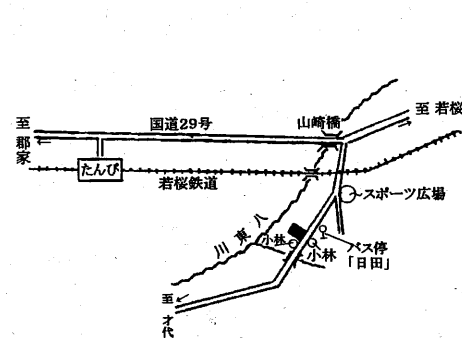 国道29号
山崎橋
至 若桜
至 郡家
たんぴ
若桜鉄道
スポーツ広場
八東川
小林
小林
バス停
「日田」
至 才代